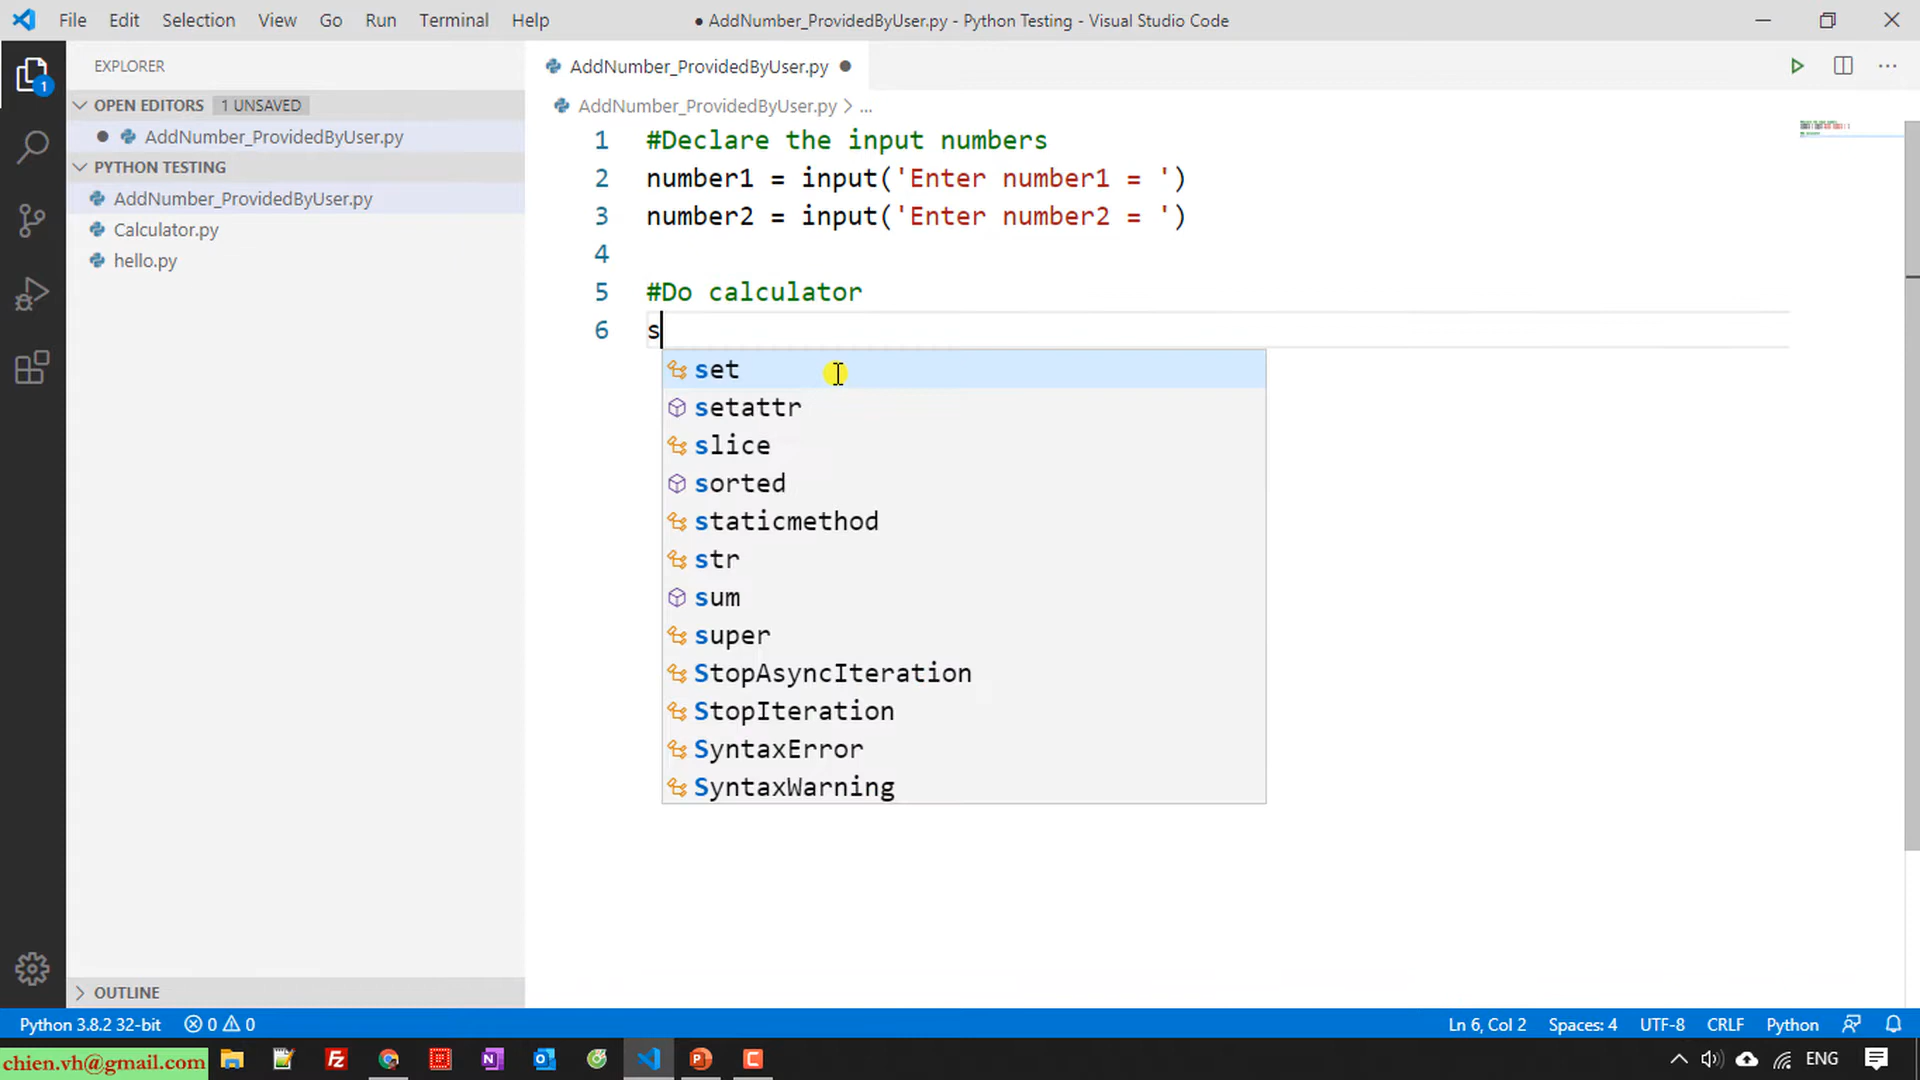 File Edit Selection View Go Run Terminal Help
● AddNumber_ProvidedByUser.py - Python Testing - Visual Studio Code
EXPLORER
OPEN EDITORS 1 UNSAVED
AddNumber_ProvidedByUser.py
PYTHON TESTING
AddNumber_ProvidedByUser.py
Calculator.py
hello.py
OUTLINE
1
AddNumber_ProvidedByUser.py
AddNumber_ProvidedByUser.py > ...
1 #Declare the input numbers
2 number1 = input('Enter number1 = ')
3 number2 = input('Enter number2 = ')
4
5 #Do calculator
6 s
set
setattr
slice
sorted
staticmethod
str
sum
super
StopAsyncIteration
StopIteration
SyntaxError
SyntaxWarning
Python 3.8.2 32-bit 0 0 Ln 6, Col 2 Spaces: 4 UTF-8 CRLF Python
chien.vh@gmail.com ENG